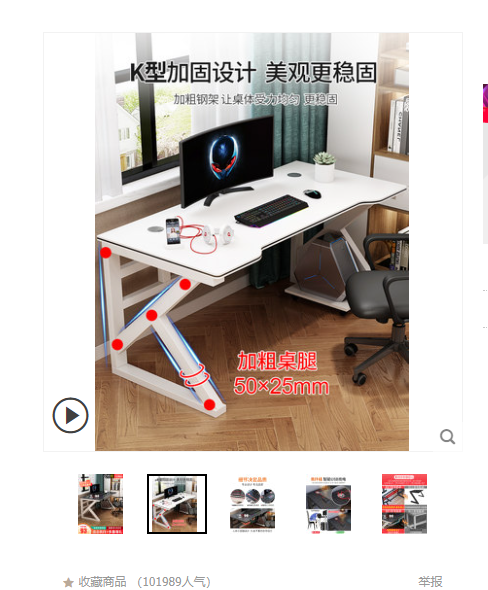 K型加固设计 美观更稳固
加粗钢架 让桌体受力均匀 更稳固
加粗桌腿
50×25mm
收藏商品 (101989人气)
举报